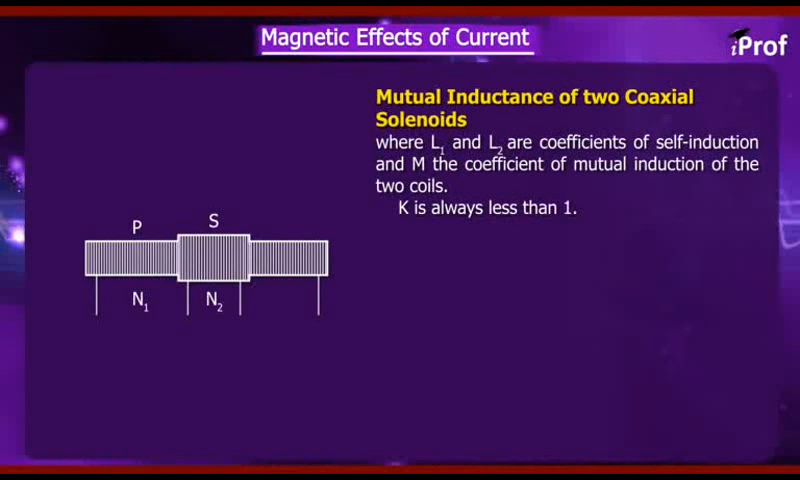 Magnetic Effects of Current
iProf
Mutual Inductance of two Coaxial
Solenoids
where L₁ and L₂ are coefficients of self-induction
and M the coefficient of mutual induction of the
two coils.
K is always less than 1.
P
S
N₁
N₂